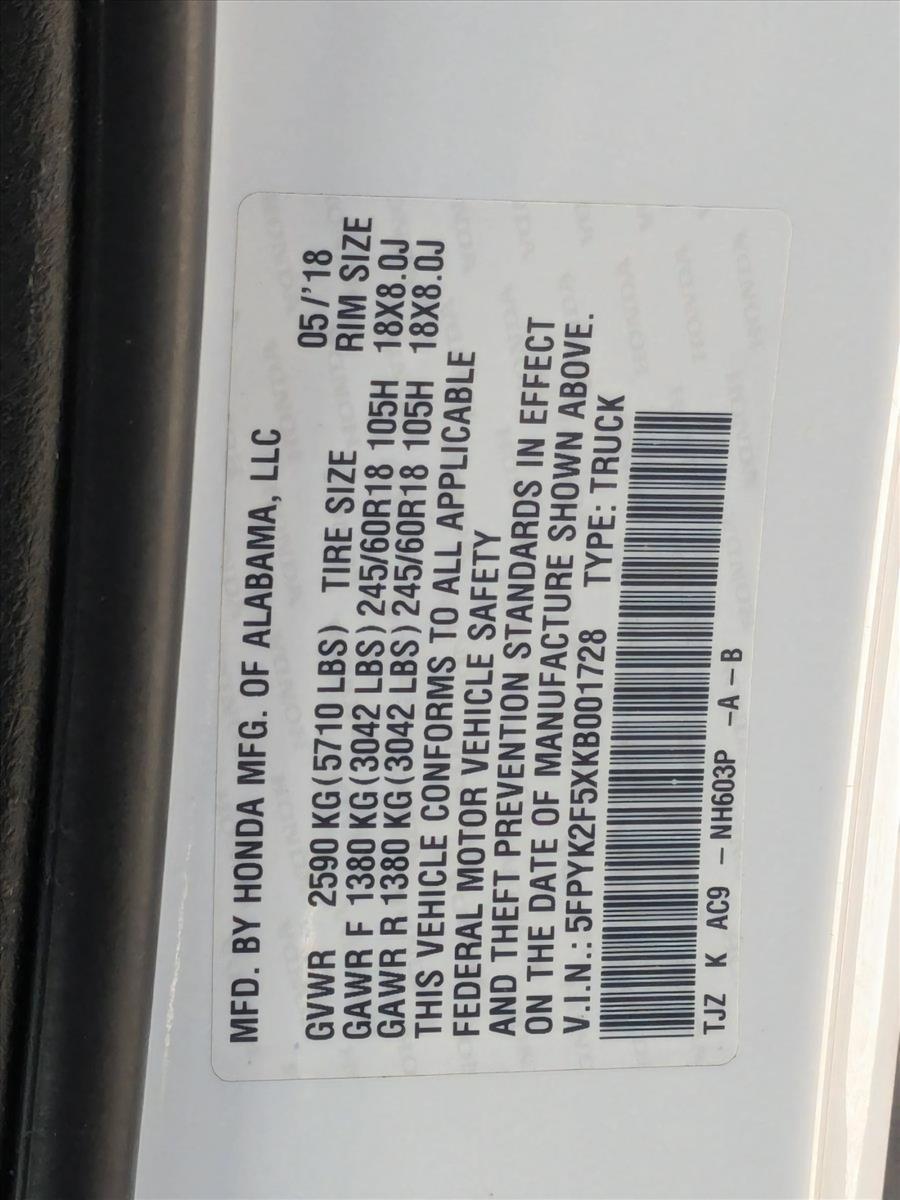 MFD. BY HONDA MFG. OF ALABAMA, LLC 05/'18
GVWR 2590 KG(5710 LBS) TIRE SIZE RIM SIZE
GAWR F 1380 KG(3042 LBS) 245/60R18 105H 18X8.0J
GAWR R 1380 KG(3042 LBS) 245/60R18 105H 18X8.0J
THIS VEHICLE CONFORMS TO ALL APPLICABLE
FEDERAL MOTOR VEHICLE SAFETY
AND THEFT PREVENTION STANDARDS IN EFFECT
ON THE DATE OF MANUFACTURE SHOWN ABOVE.
V.I.N.: 5FPYK2F5XKB001728 TYPE: TRUCK
TJZ K AC9 – NH603P –A – B